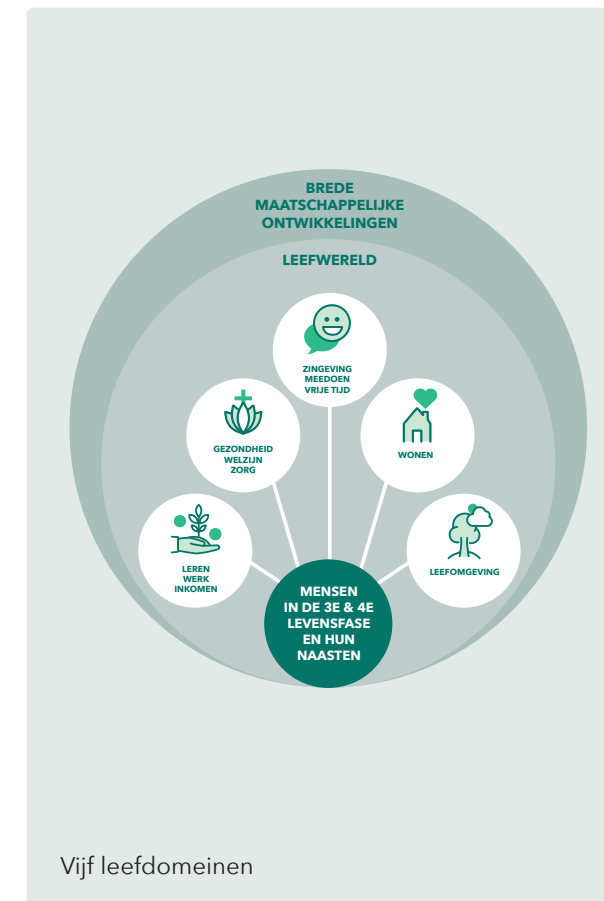 BREDE
MAATSCHAPPELIJKE
ONTWIKKELINGEN
LEEFWERELD
ZINGEVING
MEEDOEN
VRIJE TIJD
GEZONDHEID
WELZIJN
ZORG
WONEN
LEREN
WERK
INKOMEN
LEEFOMGEVING
MENSEN
IN DE 3E & 4E
LEVENSFASE
EN HUN
NAASTEN
Vijf leefdomeinen